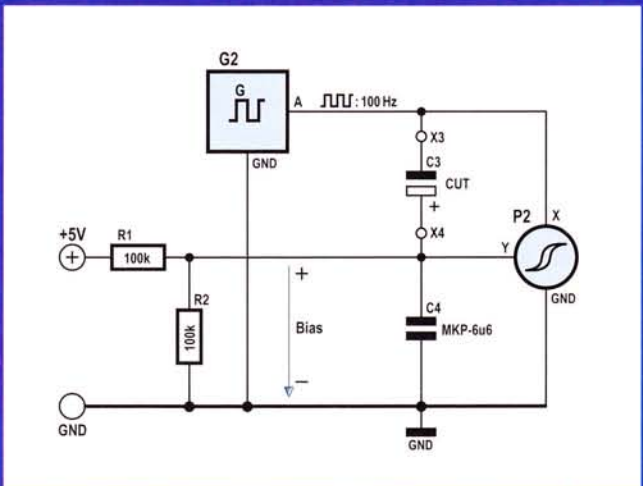 G2
G
A
: 100 Hz
GND
X3
C3
CUT
+
X4
P2
X
Y
GND
+5V
R1
100k
R2
100k
+
Bias
−
C4
MKP-6u6
GND
GND